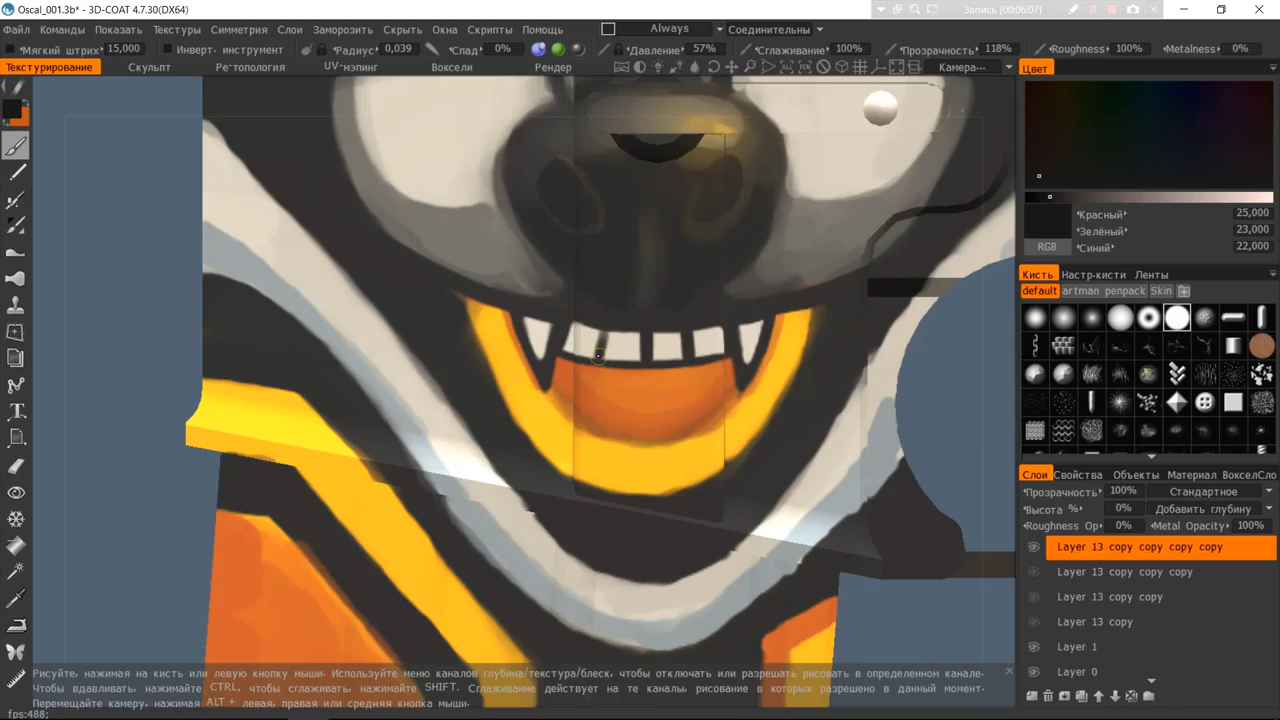 Oscal_001.3b* - 3D-COAT 4.7.30(DX64)
Запись [00:06:07]
Файл Команды Показать Текстуры Симметрия Слои Заморозить Скрыть Окна Скрипты Помощь Always Соединительны
Мягкий штрих 15,000 Инверт. инструмент Радиус 0,039 Спад 0% Давление 57% Сглаживание 100% Прозрачность 118% Roughness 100% Metalness 0%
Текстурирование Скульпт Ретопология UV-мэпинг Воксели Рендер Камера...
Цвет
Красный 25,000
Зелёный 23,000
RGB Синий 22,000
Кисть Настр-кисти Ленты
default artman penpack Skin
Слои Свойства Объекты Материал ВокселСло
Прозрачность 100% Стандартное
Высота % 0% Добавить глубину
Roughness Op 0% Metal Opacity 100%
Layer 13 copy copy copy copy
Layer 13 copy copy copy
Layer 13 copy copy
Layer 13 copy
Layer 1
Layer 0
Рисуйте, нажимая на кисть или левую кнопку мыши. Используйте меню каналов глубина/текстура/блеск, чтобы отключить или разрешать рисовать в определенном канале.
Чтобы вдавливать, нажимайте CTRL, чтобы сглаживать, нажимайте SHIFT. Сглаживание действует на те каналы, рисование в которых разрешено в данный момент.
Перемещайте камеру, нажимая ALT + левая, правая или средняя кнопка мыши.
fps:488;